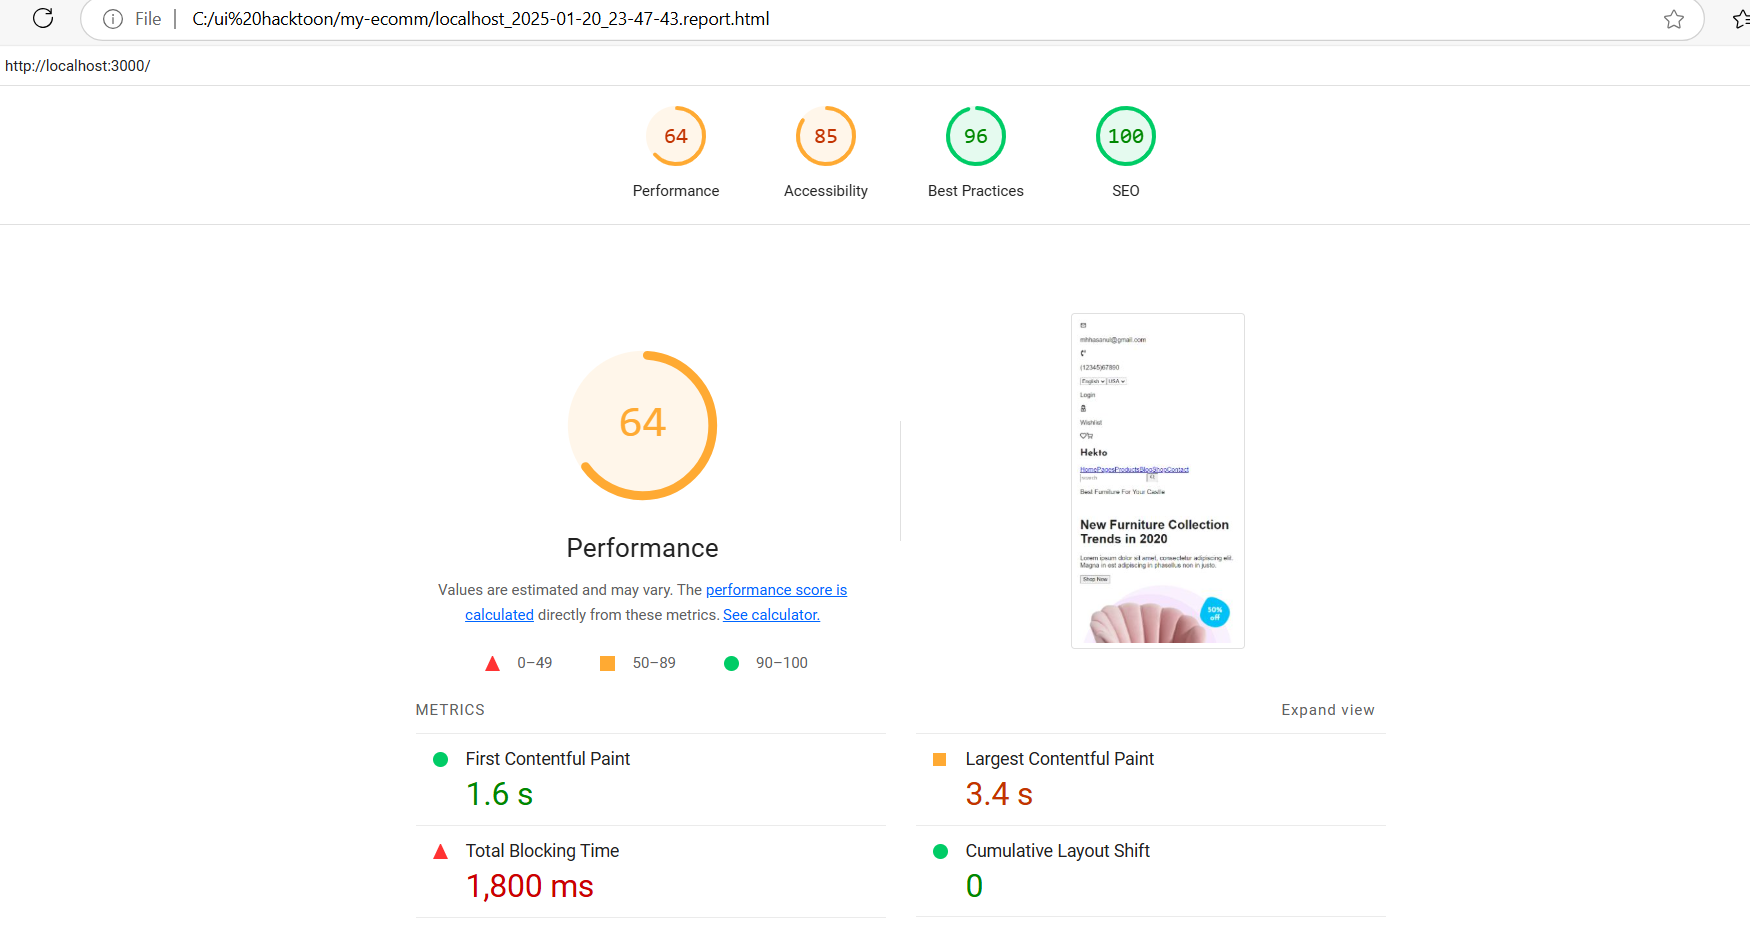 File
C:/ui%20hacktoon/my-ecomm/localhost_2025-01-20_23-47-43.report.html
http://localhost:3000/
64
85
96
100
Performance
Accessibility
Best Practices
SEO
64
Performance
Values are estimated and may vary. The performance score is
calculated directly from these metrics. See calculator.
0–49
50–89
90–100
mhhasanul@gmail.com
(12345)67890
English USA
Login
Wishlist
Hekto
HomePagesProductsBlogShopContact
search
Best Furniture For Your Castle
New Furniture Collection
Trends in 2020
Lorem ipsum dolor sit amet, consectetur adipiscing elit.
Magna in est adipiscing in phasellus non in justo.
Shop Now
50%
off
METRICS
Expand view
First Contentful Paint
1.6 s
Largest Contentful Paint
3.4 s
Total Blocking Time
1,800 ms
Cumulative Layout Shift
0